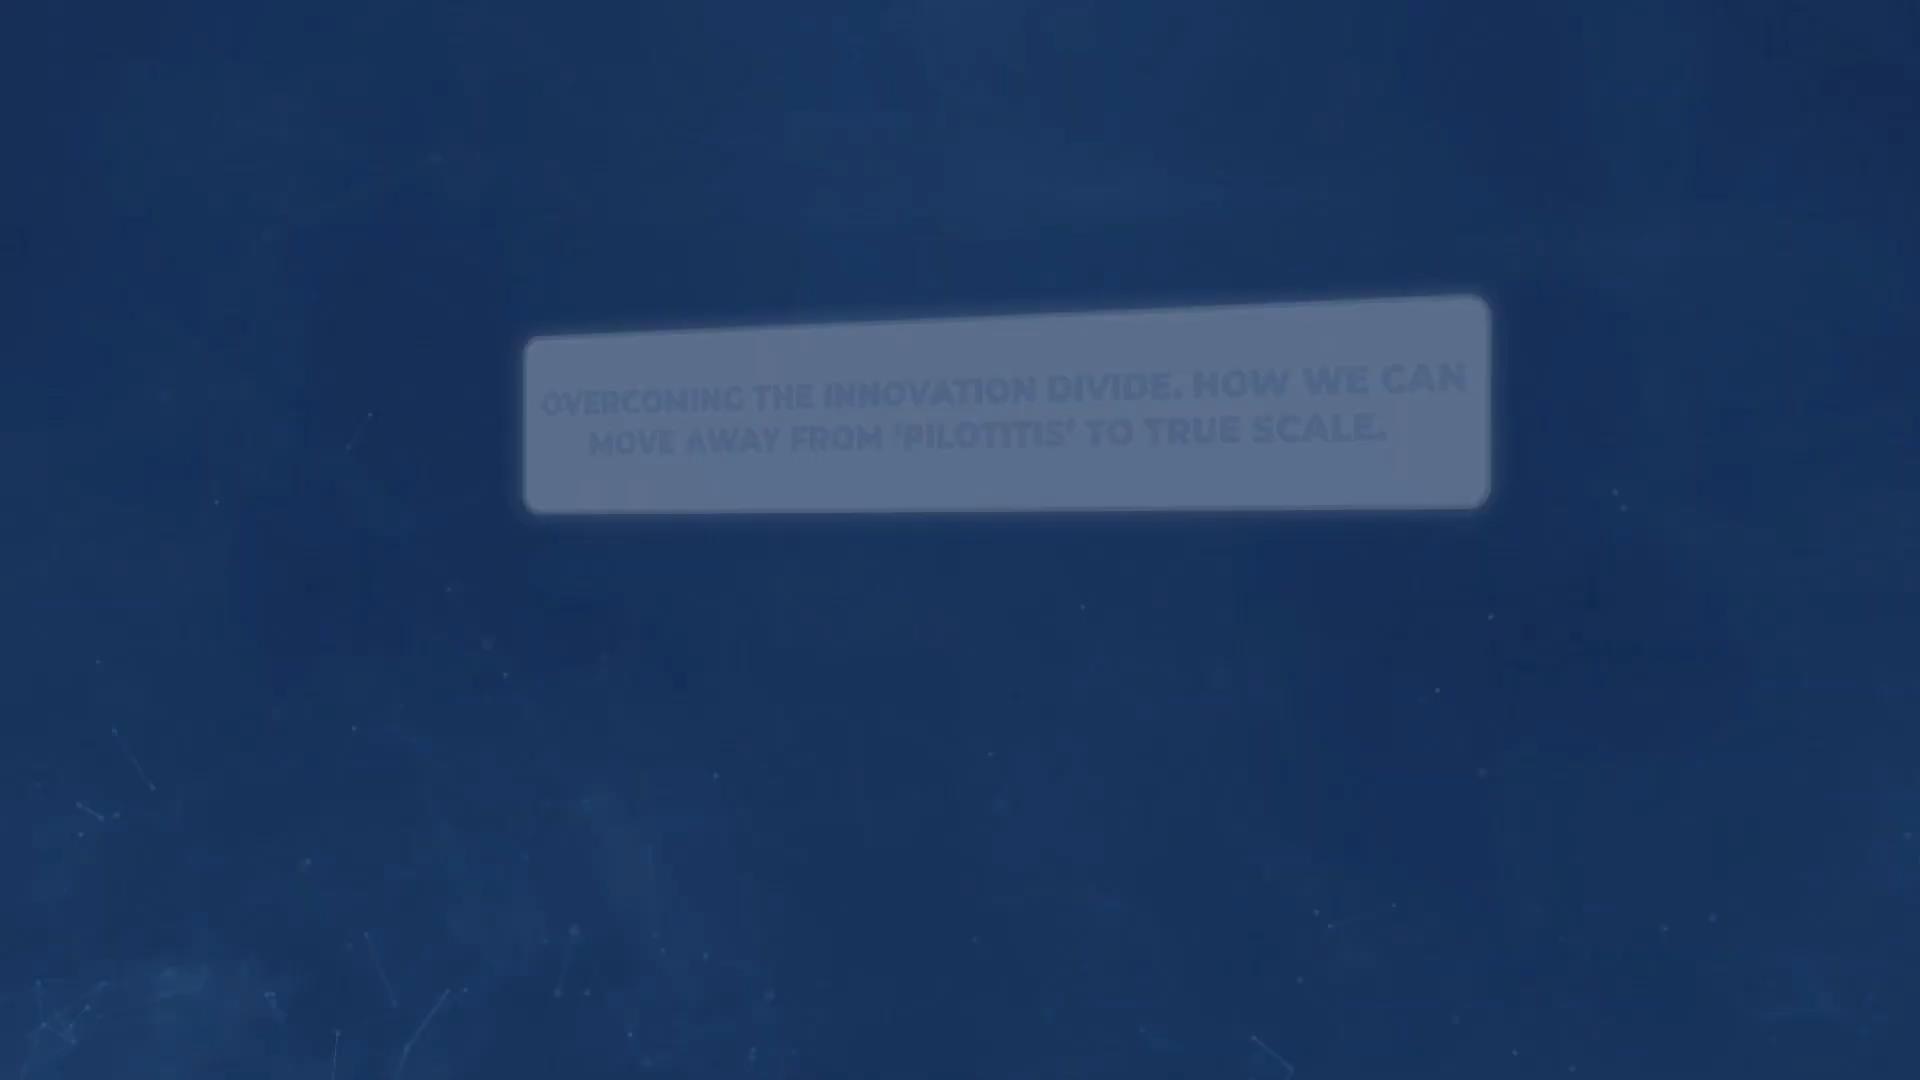 OVERCOMING THE INNOVATION DIVIDE. HOW WE CAN
MOVE AWAY FROM 'PILOTITIS' TO TRUE SCALE.